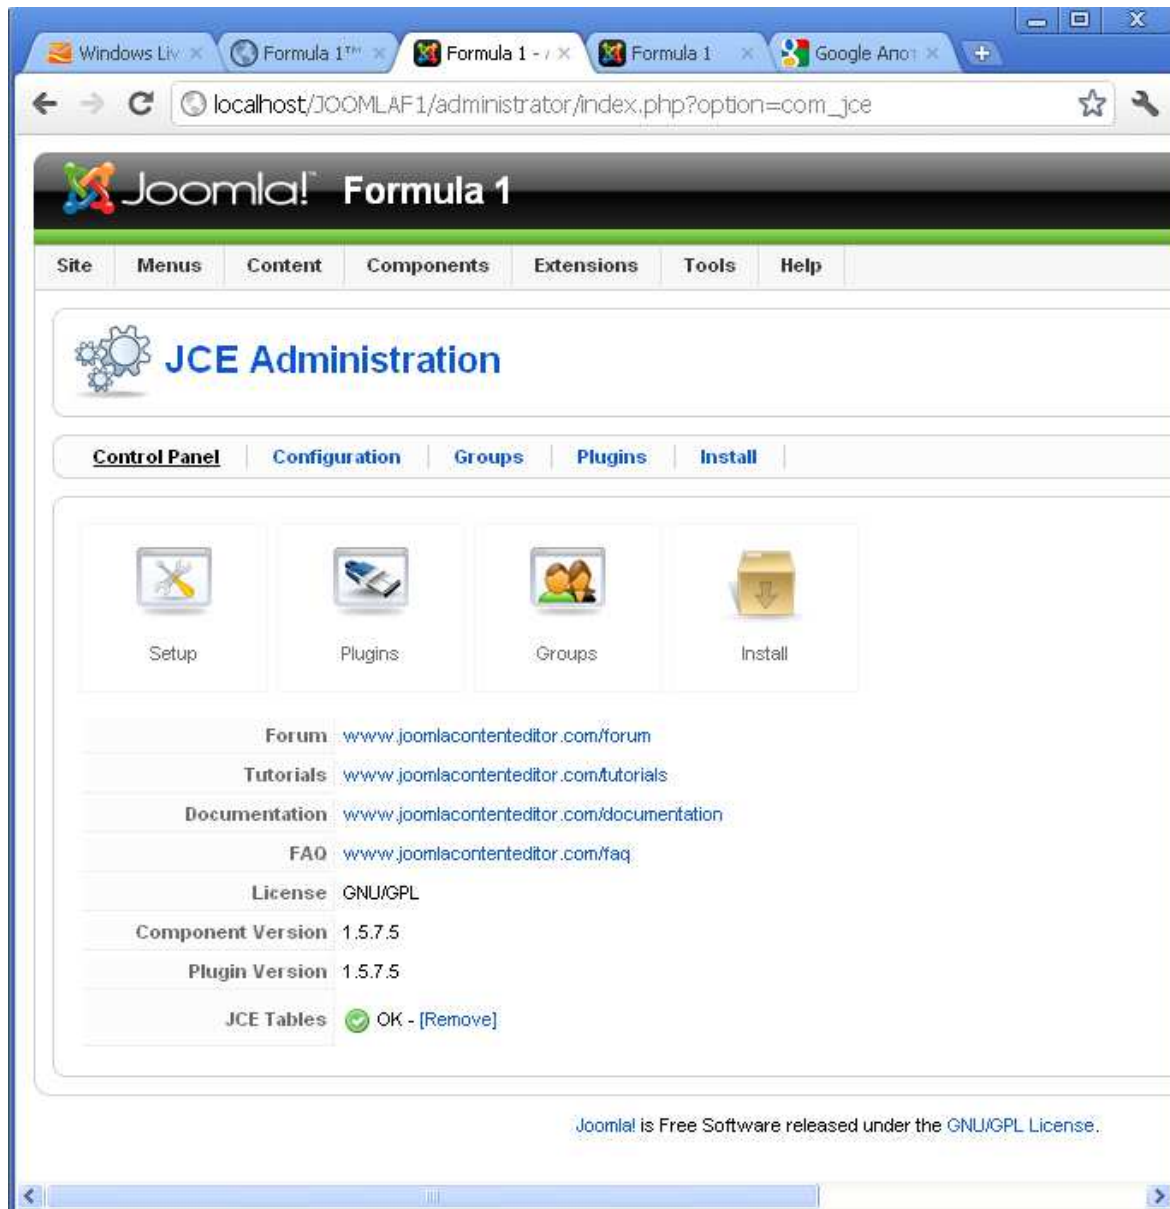 Windows Liv Formula 1™ Formula 1 - A Formula 1 Google Anot
localhost/JOOMLAF1/administrator/index.php?option=com_jce
Joomla!™ Formula 1
Site Menus Content Components Extensions Tools Help
JCE Administration
Control Panel Configuration Groups Plugins Install
Setup Plugins Groups Install
Forum www.joomlacontenteditor.com/forum
Tutorials www.joomlacontenteditor.com/tutorials
Documentation www.joomlacontenteditor.com/documentation
FAQ www.joomlacontenteditor.com/faq
License GNU/GPL
Component Version 1.5.7.5
Plugin Version 1.5.7.5
JCE Tables OK - [Remove]
Joomla! is Free Software released under the GNU/GPL License.